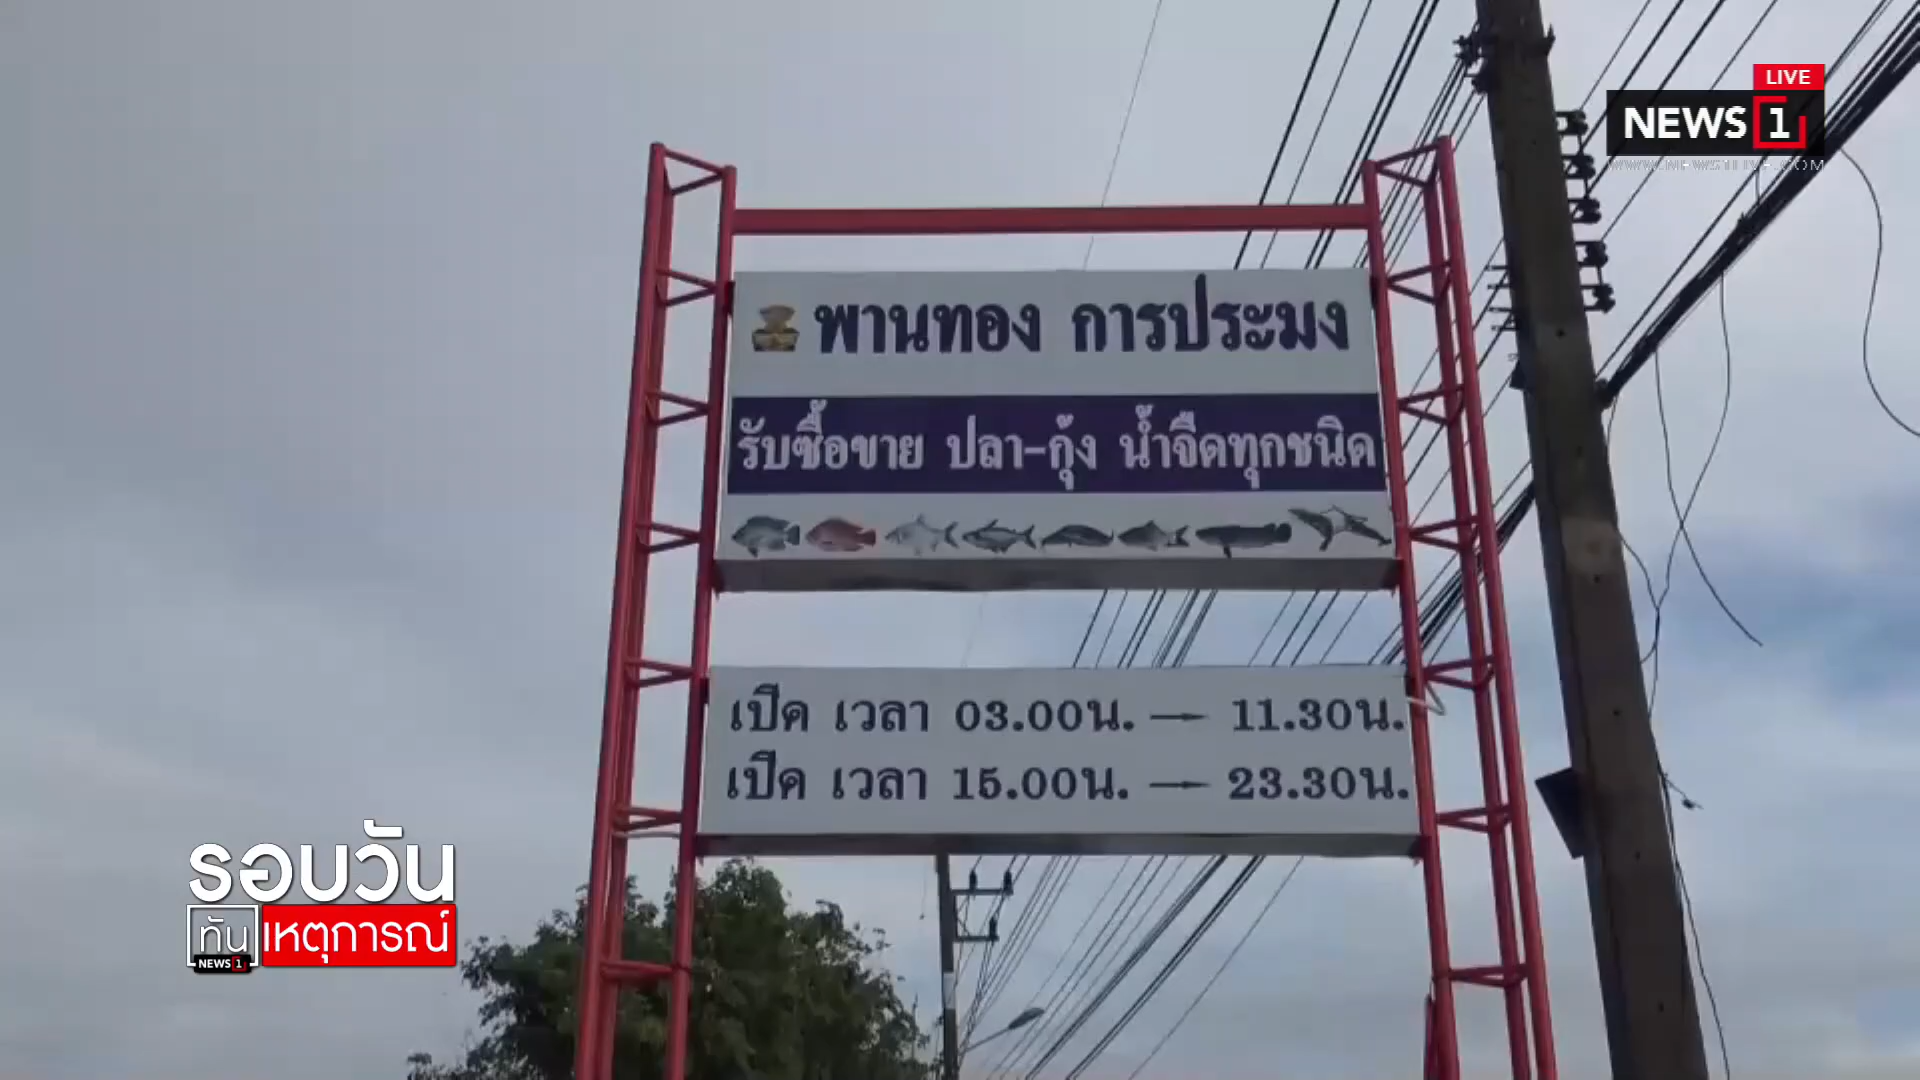 LIVE
NEWS 1
WWW.NEWS1LIVE.COM
พานทอง การประมง
รับซื้อขาย ปลา-กุ้ง น้ำจืดทุกชนิด
เปิด เวลา 03.00น. → 11.30น.
เปิด เวลา 15.00น. → 23.30น.
รอบวัน
ทันเหตุการณ์
NEWS 1